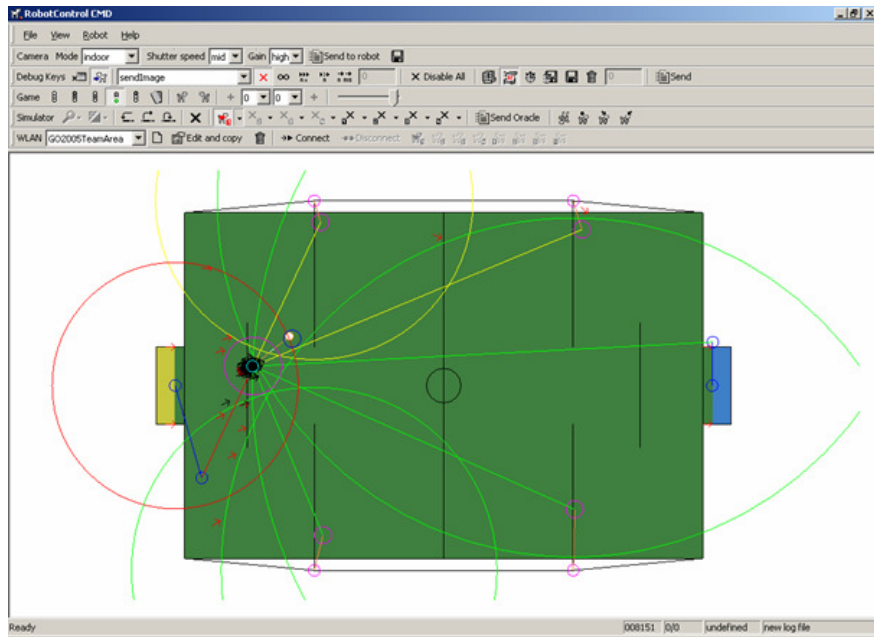 RobotControl CMD
File View Robot Help
Camera Mode indoor Shutter speed mid Gain high Send to robot
Debug Keys sendImage 0 Disable All 0 Send
Game + 0 0 +
Simulator Send Oracle
WLAN GO2005TeamArea Edit and copy Connect Disconnect
Ready 008151 0/0 undefined new log file